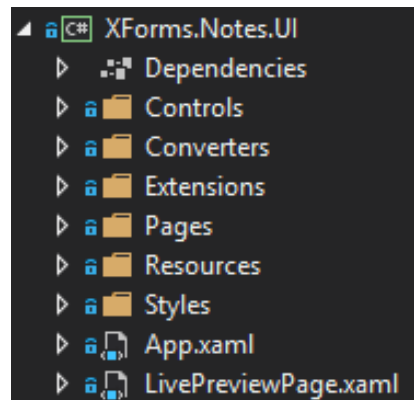 C# XForms.Notes.UI
Dependencies
Controls
Converters
Extensions
Pages
Resources
Styles
App.xaml
LivePreviewPage.xaml